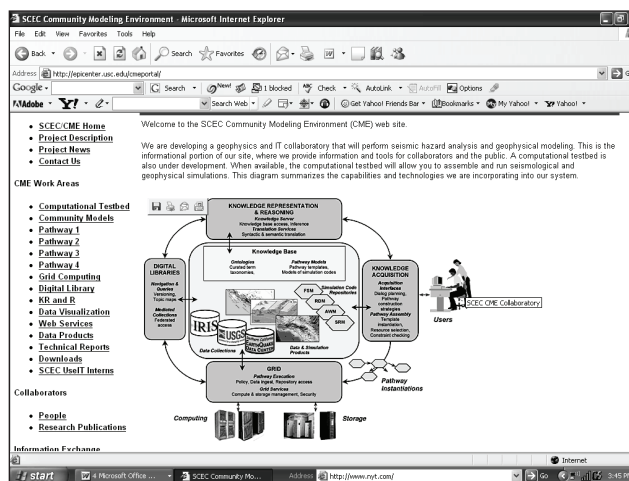 SCEC Community Modeling Environment - Microsoft Internet Explorer
File Edit View Favorites Tools Help
Back Search Favorites
Address http://epicenter.usc.edu/cmeportal/
Google Search New! 1 blocked Check AutoLink AutoFill Options
Adobe Y! Search Web Get Yahoo! Friends Bar Bookmarks My Yahoo! Yahoo!
SCEC/CME Home
Project Description
Project News
Contact Us
CME Work Areas
Computational Testbed
Community Models
Pathway 1
Pathway 2
Pathway 3
Pathway 4
Grid Computing
Digital Library
KR and R
Data Visualization
Web Services
Data Products
Technical Reports
Downloads
SCEC UseIT Interns
Collaborators
People
Research Publications
Information Exchange
Welcome to the SCEC Community Modeling Environment (CME) web site.
We are developing a geophysics and IT collaboratory that will perform seismic hazard analysis and geophysical modeling. This is the
informational portion of our site, where we provide information and tools for collaborators and the public. A computational testbed is
also under development. When available, the computational testbed will allow you to assemble and run seismological and
geophysical simulations. This diagram summarizes the capabilities and technologies we are incorporating into our system.
KNOWLEDGE REPRESENTATION
& REASONING
Knowledge Server
Knowledge base access, Inference
Translation Services
Syntactic & semantic translation
DIGITAL
LIBRARIES
Navigation &
Queries
Versioning,
Topic maps
Mediated
Collections
Federated
access
Knowledge Base
Ontologies
Curated term
taxonomies,
Pathway Models
Pathway templates,
Models of simulation codes
Simulation Code
Repositories
FSM
RDM
AWM
SRM
IRIS
USGS
Southern California
EARTHQUAKE
DATA CENTER
Data Collections
Data & Simulation
Products
KNOWLEDGE
ACQUISITION
Acquisition
Interfaces
Dialog planning,
Pathway
construction
strategies
Pathway Assembly
Template
instantiation,
Resource selection,
Constraint checking
SCEC CME Collaboratory
Users
GRID
Pathway Execution
Policy, Data ingest, Repository access
Grid Services
Compute & storage management, Security
Pathway
Instantiations
Computing
Storage
Internet
start 4 Microsoft Office ... SCEC Community Mo... Address http://www.nyt.com/ Go 3:45 PM